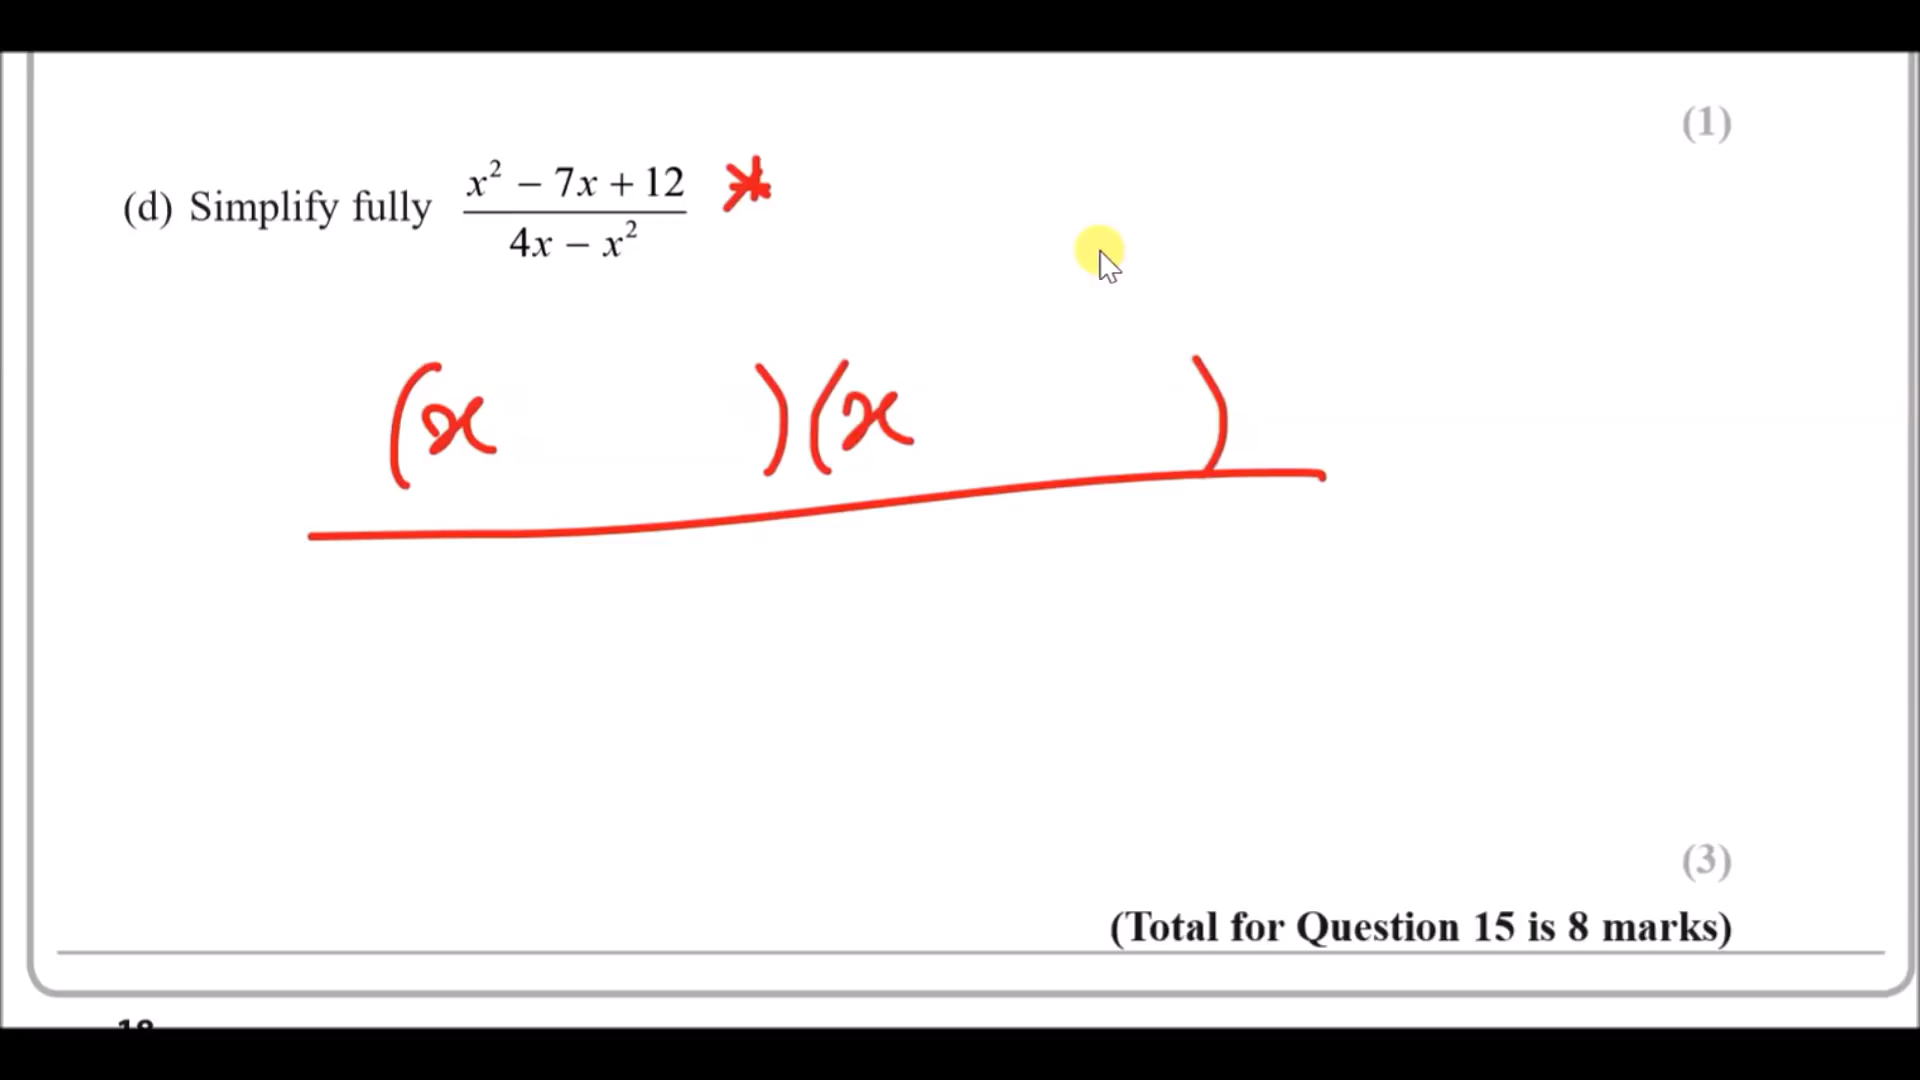 (1)
(d) Simplify fully (x² − 7x + 12)/(4x − x²) *
(x )(x )
(3)
(Total for Question 15 is 8 marks)